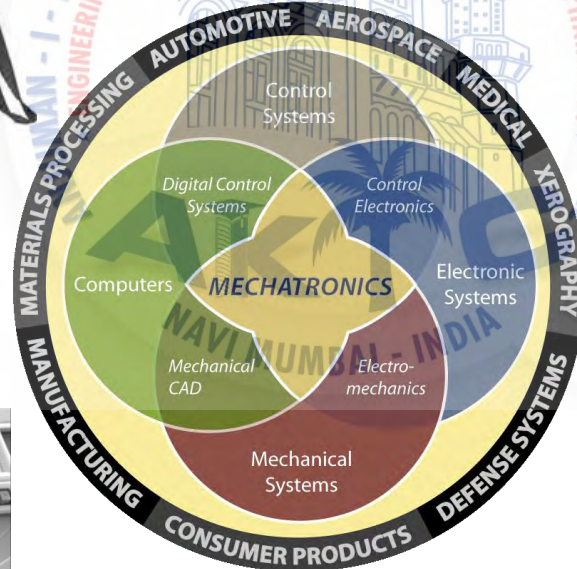 AUTOMOTIVE
AEROSPACE
MEDICAL
XEROGRAPHY
DEFENSE SYSTEMS
CONSUMER PRODUCTS
MANUFACTURING
MATERIALS PROCESSING
Control
Systems
Digital Control
Systems
Control
Electronics
Computers
MECHATRONICS
Electronic
Systems
Mechanical
CAD
Electro-
mechanics
Mechanical
Systems
NAVI MUMBAI - INDIA